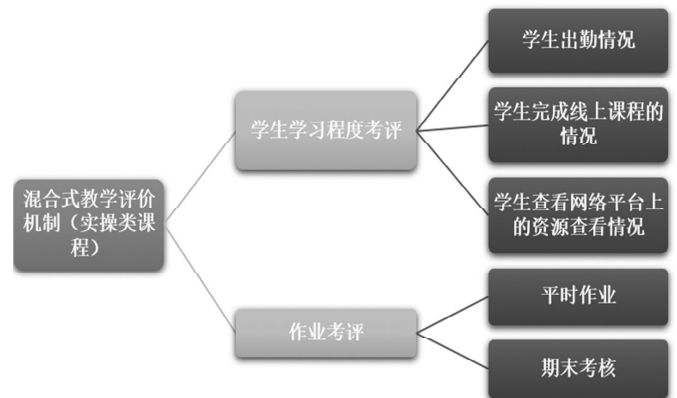 混合式教学评价
机制（实操类课
程）
学生学习程度考评
学生出勤情况
学生完成线上课程的
情况
学生查看网络平台上
的资源查看情况
作业考评
平时作业
期末考核